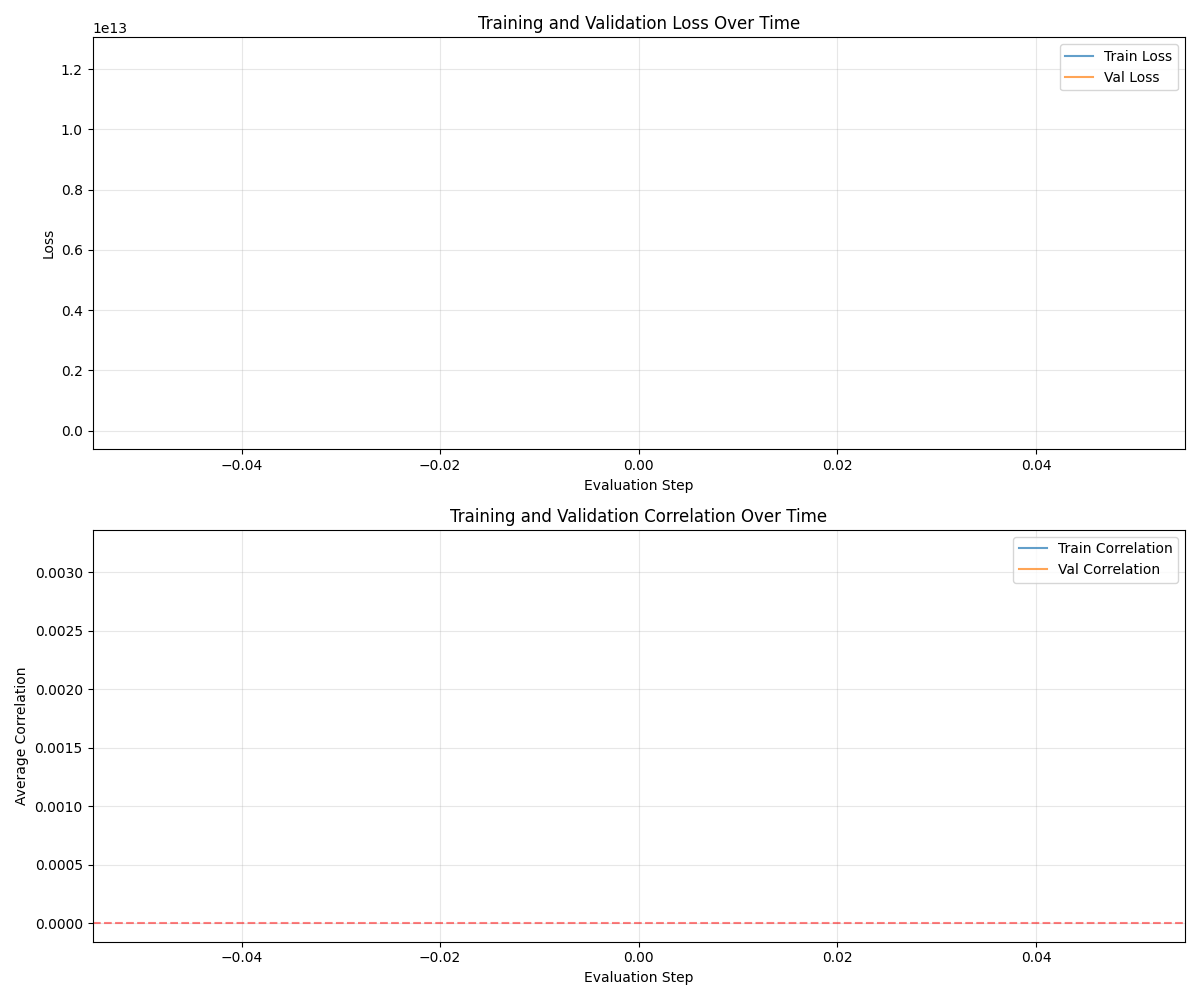 Training and Validation Loss Over Time
1e13
Train Loss
Val Loss
1.2
1.0
0.8
0.6
0.4
0.2
0.0
Loss
−0.04 −0.02 0.00 0.02 0.04
Evaluation Step
Training and Validation Correlation Over Time
Train Correlation
Val Correlation
0.0030
0.0025
0.0020
0.0015
0.0010
0.0005
0.0000
Average Correlation
−0.04 −0.02 0.00 0.02 0.04
Evaluation Step